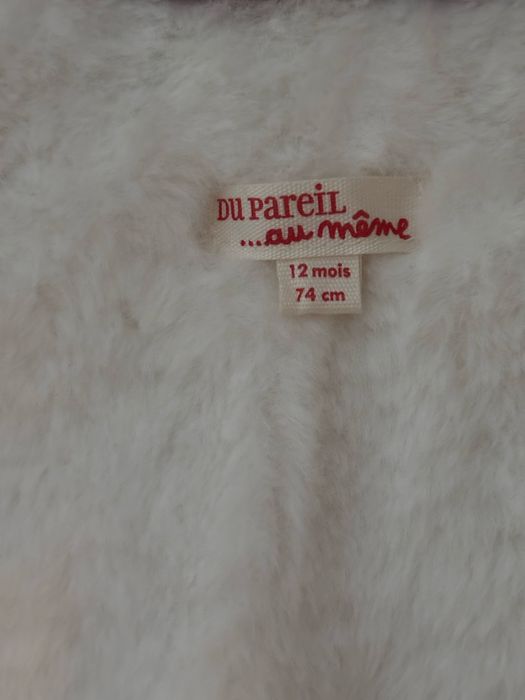 DU PareiL
...au même
12 mois
74 cm